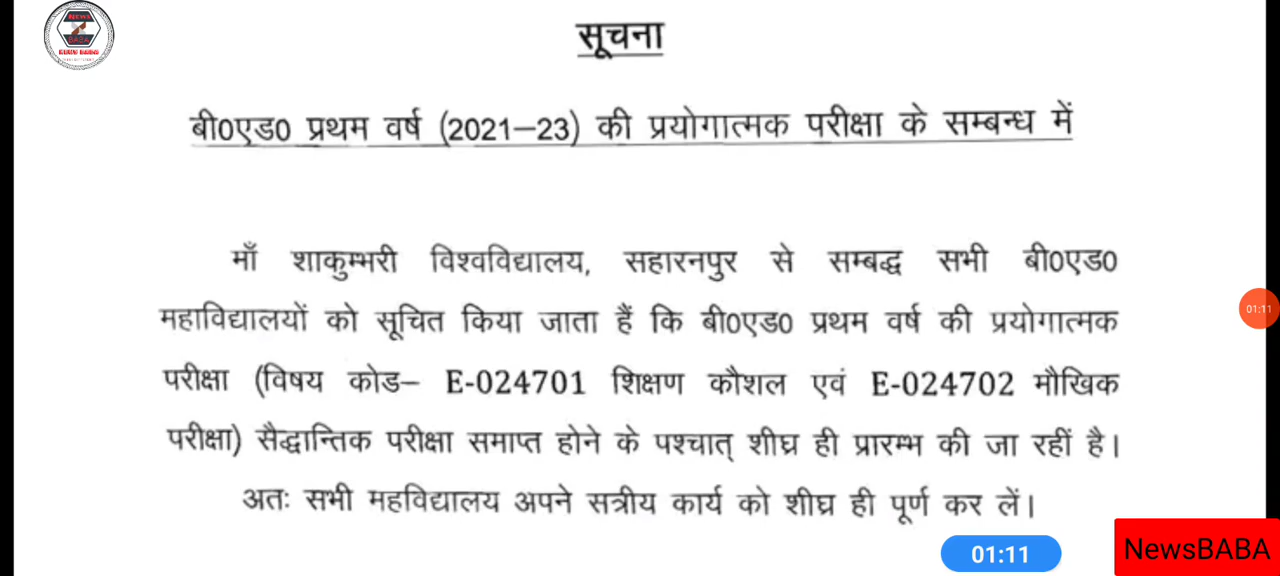 NEWS
BABA
सूचना
बी0एड0 प्रथम वर्ष (2021–23) की प्रयोगात्मक परीक्षा के सम्बन्ध में
माँ शाकुम्भरी विश्वविद्यालय, सहारनपुर से सम्बद्ध सभी बी0एड0
महाविद्यालयों को सूचित किया जाता हैं कि बी0एड0 प्रथम वर्ष की प्रयोगात्मक
परीक्षा (विषय कोड– E-024701 शिक्षण कौशल एवं E-024702 मौखिक
परीक्षा) सैद्धान्तिक परीक्षा समाप्त होने के पश्चात् शीघ्र ही प्रारम्भ की जा रहीं है।
अतः सभी महविद्यालय अपने सत्रीय कार्य को शीघ्र ही पूर्ण कर लें।
01:11
01:11
NewsBABA